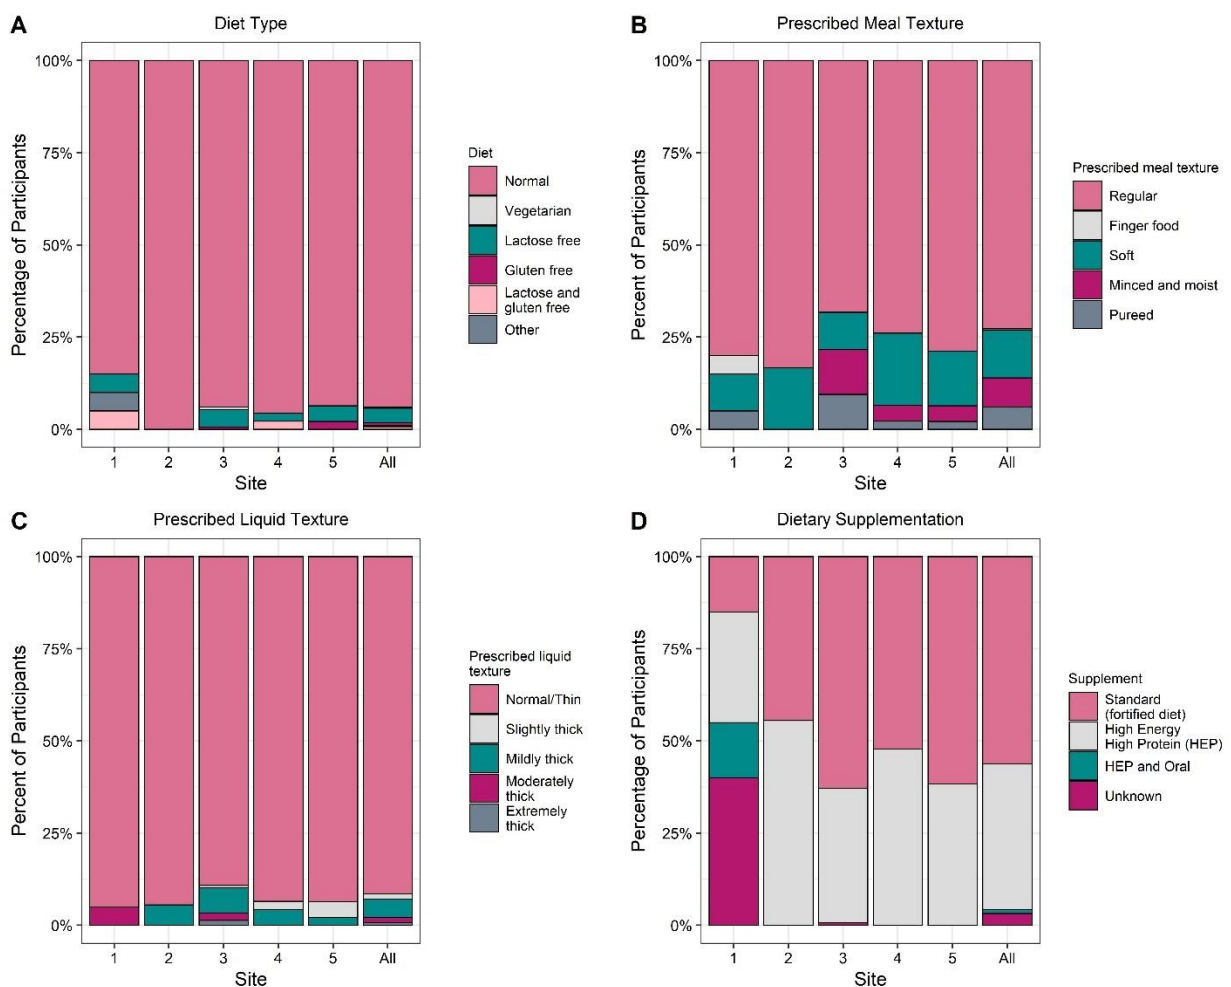 A
Diet Type
100%
75%
50%
25%
0%
Percentage of Participants
1 2 3 4 5 All
Site
Diet
Normal
Vegetarian
Lactose free
Gluten free
Lactose and
gluten free
Other
B
Prescribed Meal Texture
100%
75%
50%
25%
0%
Percent of Participants
1 2 3 4 5 All
Site
Prescribed meal texture
Regular
Finger food
Soft
Minced and moist
Pureed
C
Prescribed Liquid Texture
100%
75%
50%
25%
0%
Percent of Participants
1 2 3 4 5 All
Site
Prescribed liquid
texture
Normal/Thin
Slightly thick
Mildly thick
Moderately
thick
Extremely
thick
D
Dietary Supplementation
100%
75%
50%
25%
0%
Percentage of Participants
1 2 3 4 5 All
Site
Supplement
Standard
(fortified diet)
High Energy
High Protein (HEP)
HEP and Oral
Unknown